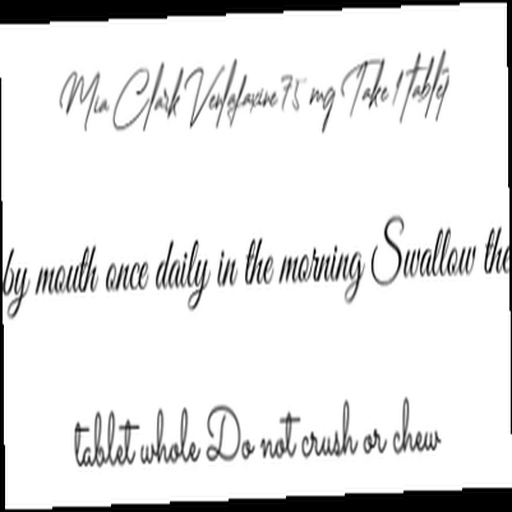 Mia Clark Venlafaxine 75 mg Take 1 tablet
by mouth once daily in the morning Swallow the
tablet whole Do not crush or chew